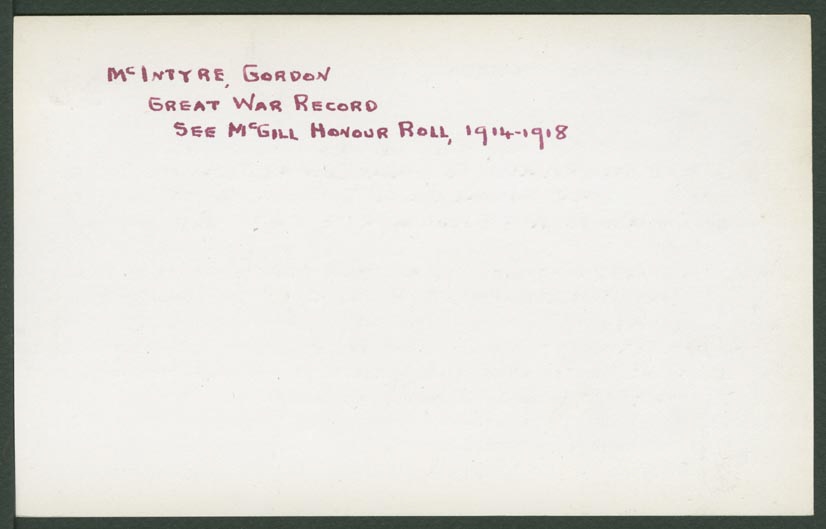 McINTYRE, GORDON
GREAT WAR RECORD
SEE McGILL HONOUR ROLL, 1914-1918